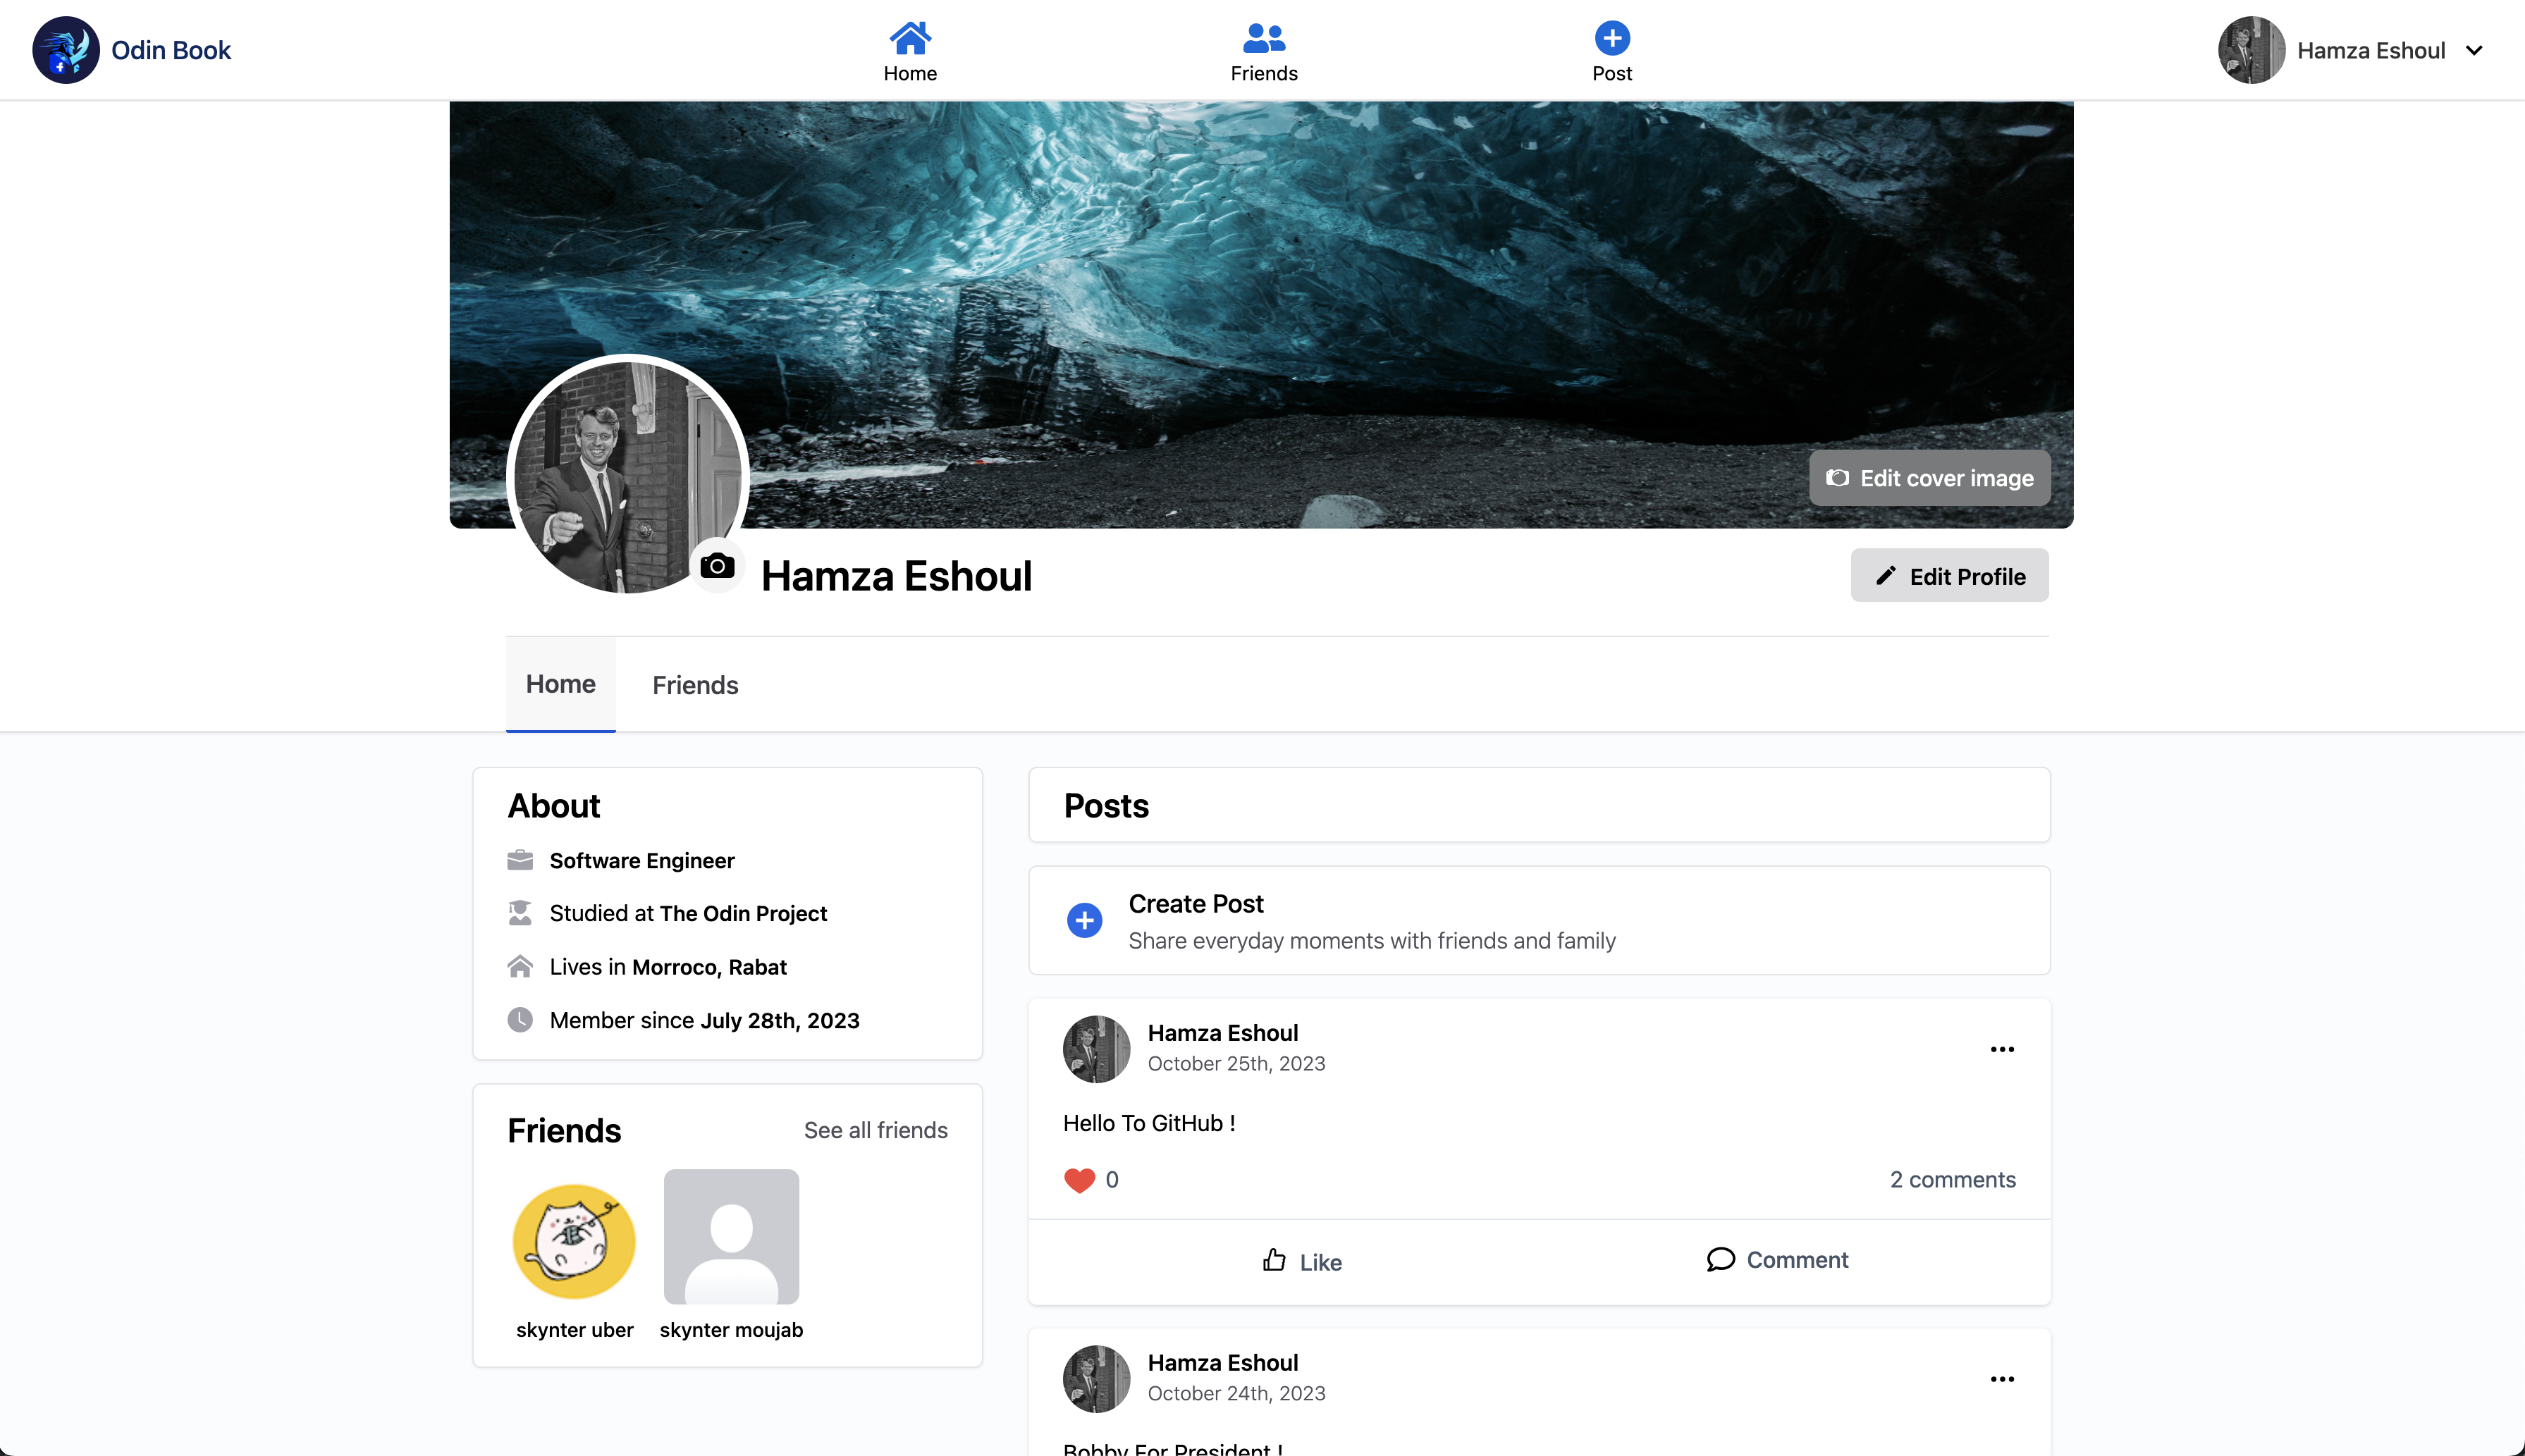 Odin Book
Home
Friends
Post
Hamza Eshoul
Edit cover image
Hamza Eshoul
Edit Profile
Home
Friends
About
Software Engineer
Studied at The Odin Project
Lives in Morroco, Rabat
Member since July 28th, 2023
Friends
See all friends
skynter uber
skynter moujab
Posts
Create Post
Share everyday moments with friends and family
Hamza Eshoul
October 25th, 2023
Hello To GitHub !
0
2 comments
Like
Comment
Hamza Eshoul
October 24th, 2023
Bobby For President !